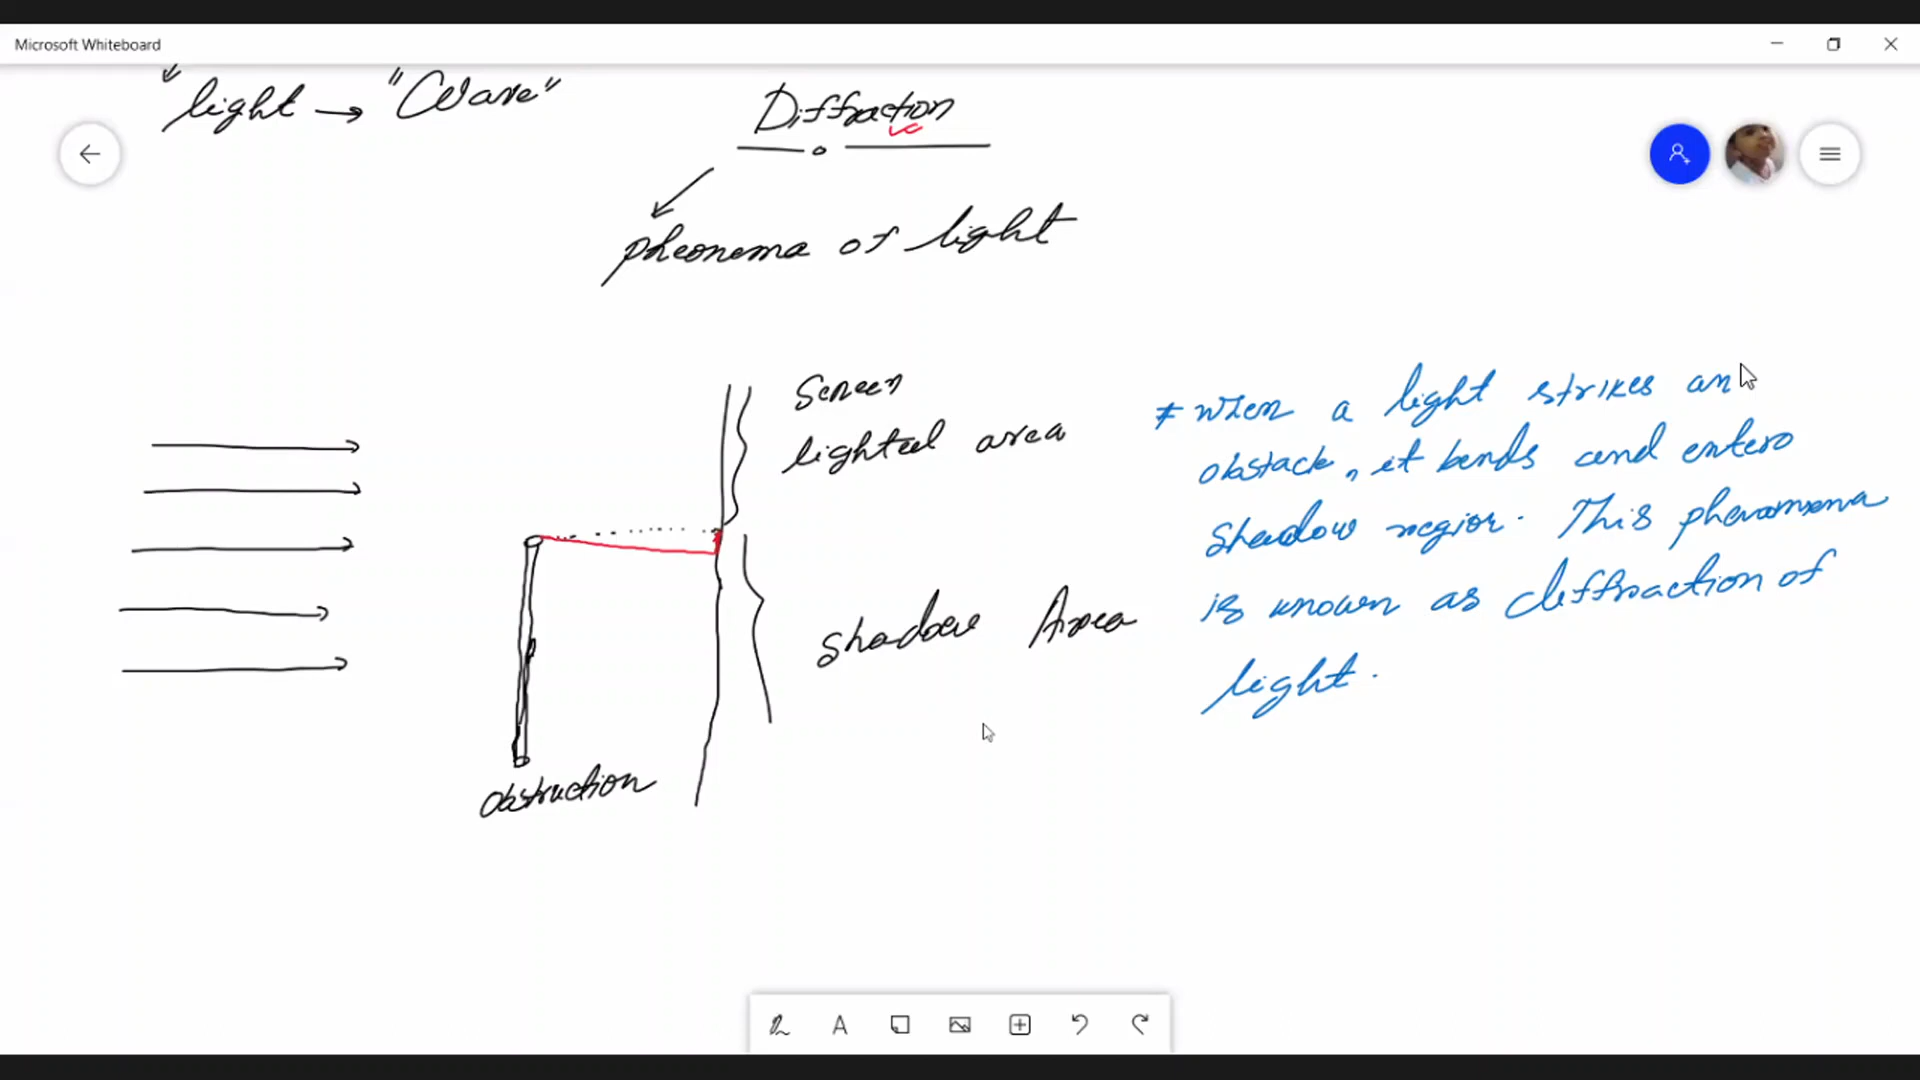 Microsoft Whiteboard
light → "Wave"
Diffraction
pheonema of light
Screen
lighted area
Shadow Area
obstruction
* when a light strikes an
obstacle, it bends and enters
shadow region. This phenomena
is known as diffraction of
light.